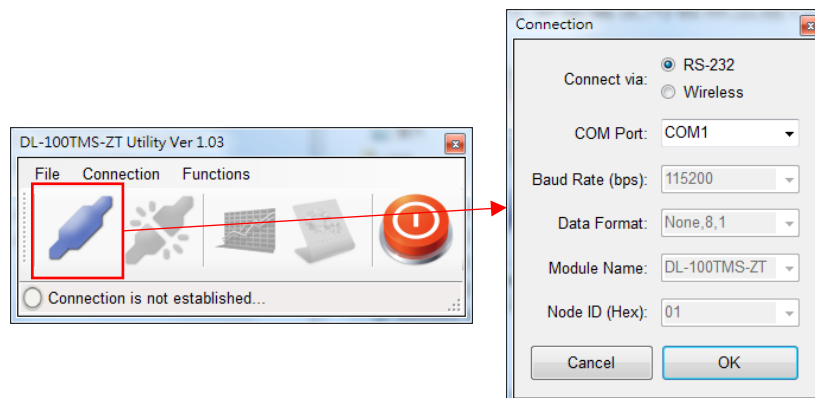 DL-100TMS-ZT Utility Ver 1.03
File Connection Functions
Connection is not established...
Connection
Connect via:
RS-232
Wireless
COM Port: COM1
Baud Rate (bps): 115200
Data Format: None,8,1
Module Name: DL-100TMS-ZT
Node ID (Hex): 01
Cancel OK